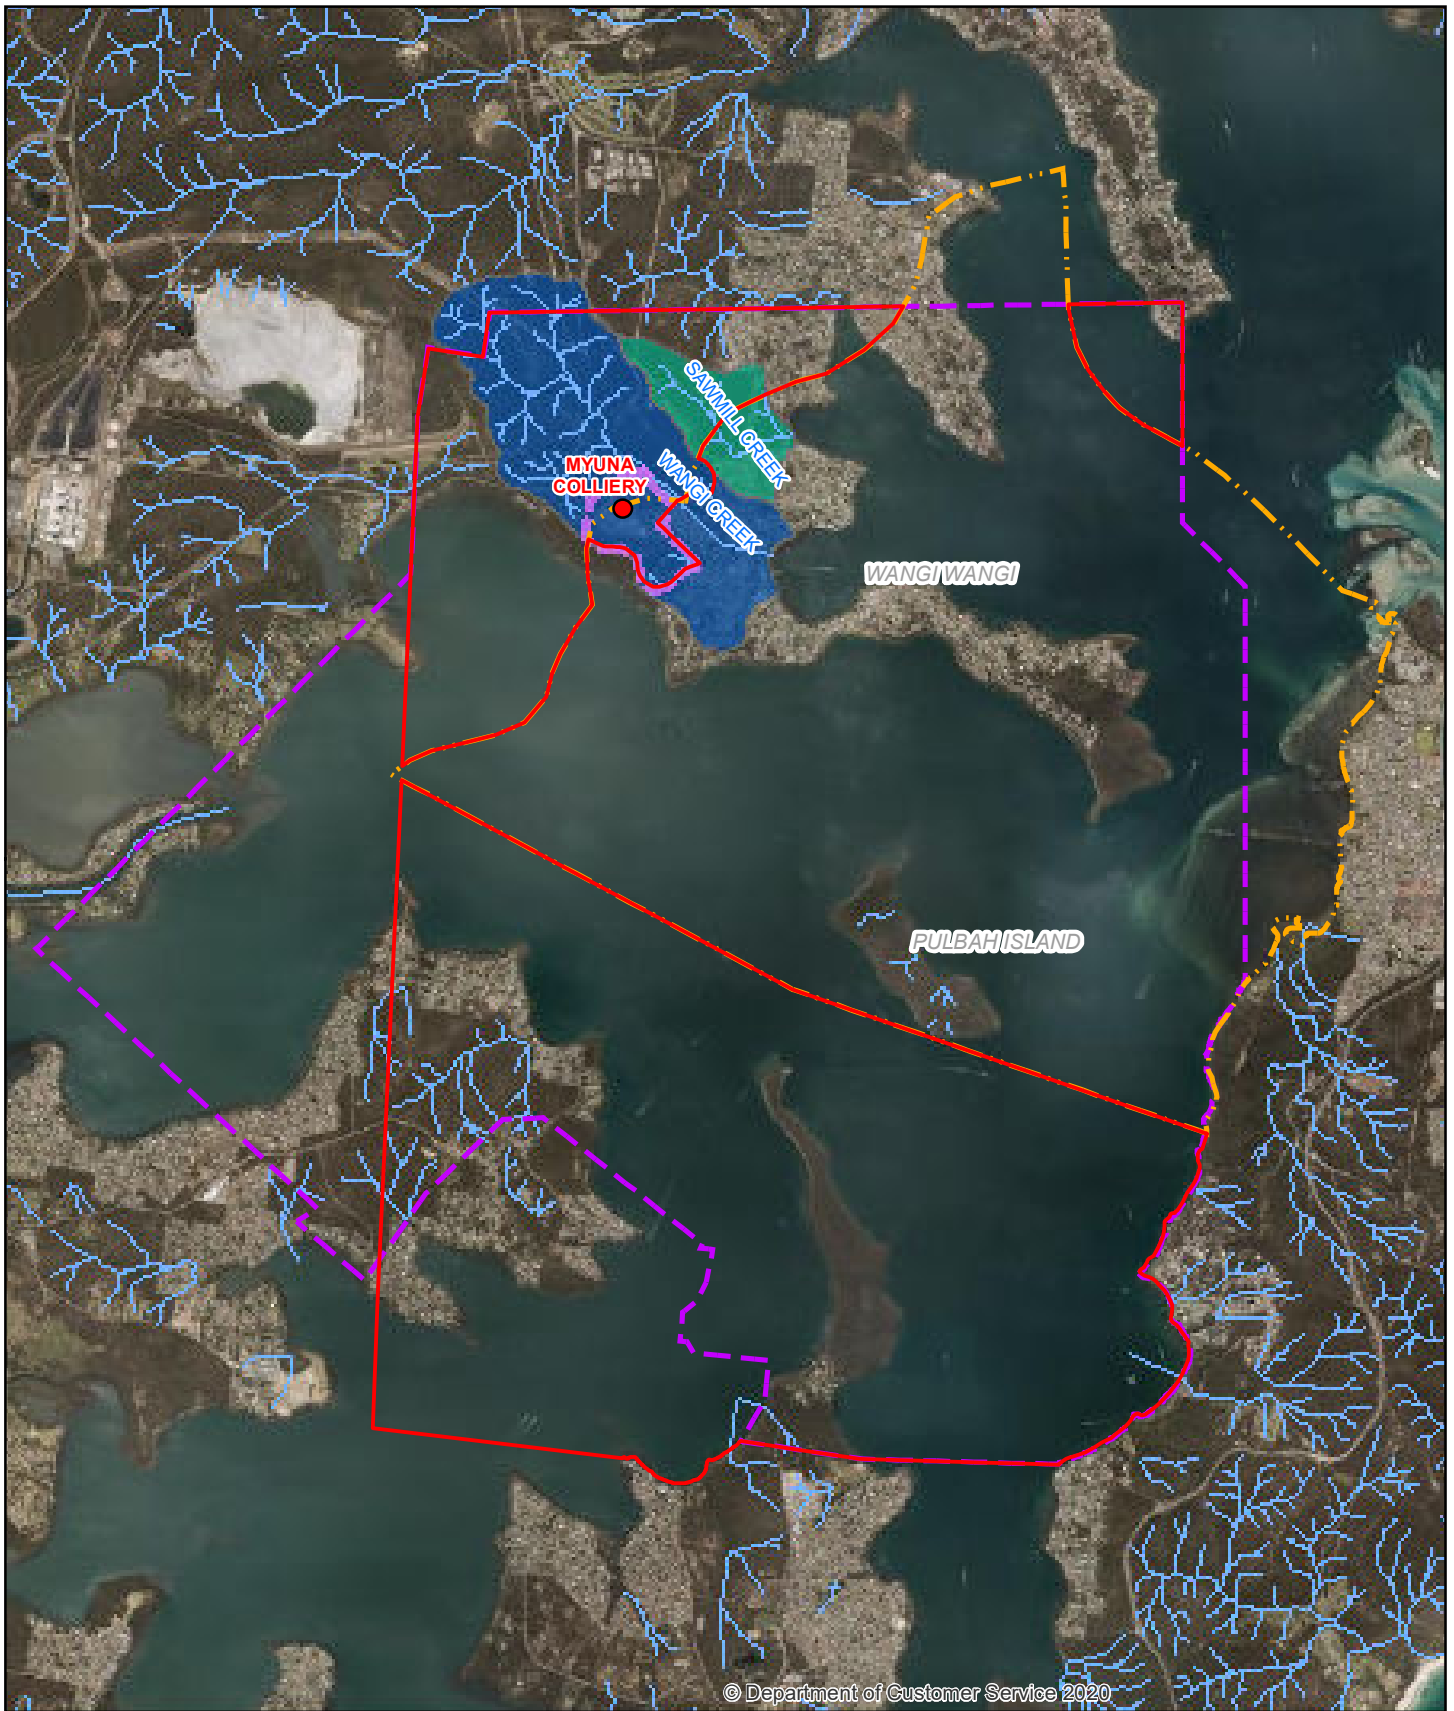 SAWMILL CREEK
MYUNA
COLLIERY
WANGI CREEK
WANGI WANGI
PULBAH ISLAND
© Department of Customer Service 2020